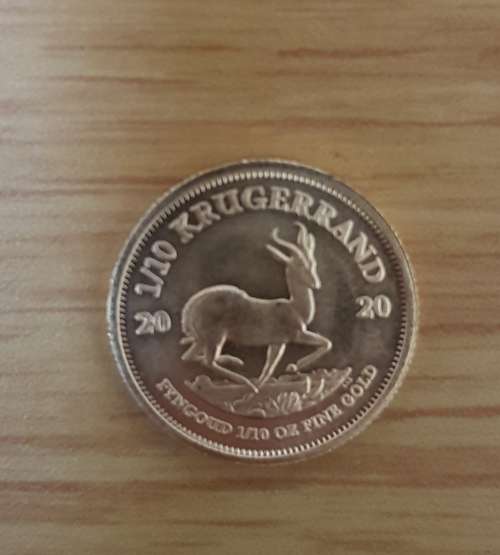 1/10 KRUGERRAND
20 20
FYNGOUD 1/10 OZ FINE GOLD